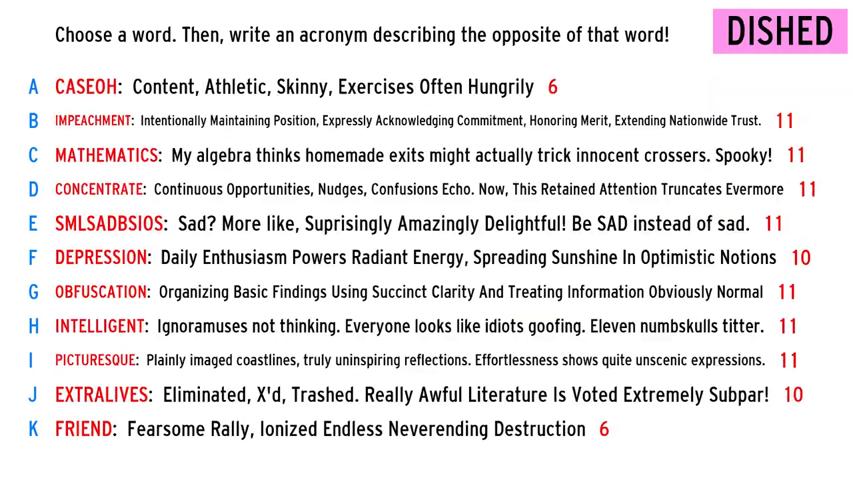 Choose a word. Then, write an acronym describing the opposite of that word!
DISHED
A CASEOH: Content, Athletic, Skinny, Exercises Often Hungrily 6
B IMPEACHMENT: Intentionally Maintaining Position, Expressly Acknowledging Commitment, Honoring Merit, Extending Nationwide Trust. 11
C MATHEMATICS: My algebra thinks homemade exits might actually trick innocent crossers. Spooky! 11
D CONCENTRATE: Continuous Opportunities, Nudges, Confusions Echo. Now, This Retained Attention Truncates Evermore 11
E SMLSADBSIOS: Sad? More like, Suprisingly Amazingly Delightful! Be SAD instead of sad. 11
F DEPRESSION: Daily Enthusiasm Powers Radiant Energy, Spreading Sunshine In Optimistic Notions 10
G OBFUSCATION: Organizing Basic Findings Using Succinct Clarity And Treating Information Obviously Normal 11
H INTELLIGENT: Ignoramuses not thinking. Everyone looks like idiots goofing. Eleven numbskulls titter. 11
I PICTURESQUE: Plainly imaged coastlines, truly uninspiring reflections. Effortlessness shows quite unscenic expressions. 11
J EXTRALIVES: Eliminated, X'd, Trashed. Really Awful Literature Is Voted Extremely Subpar! 10
K FRIEND: Fearsome Rally, Ionized Endless Neverending Destruction 6